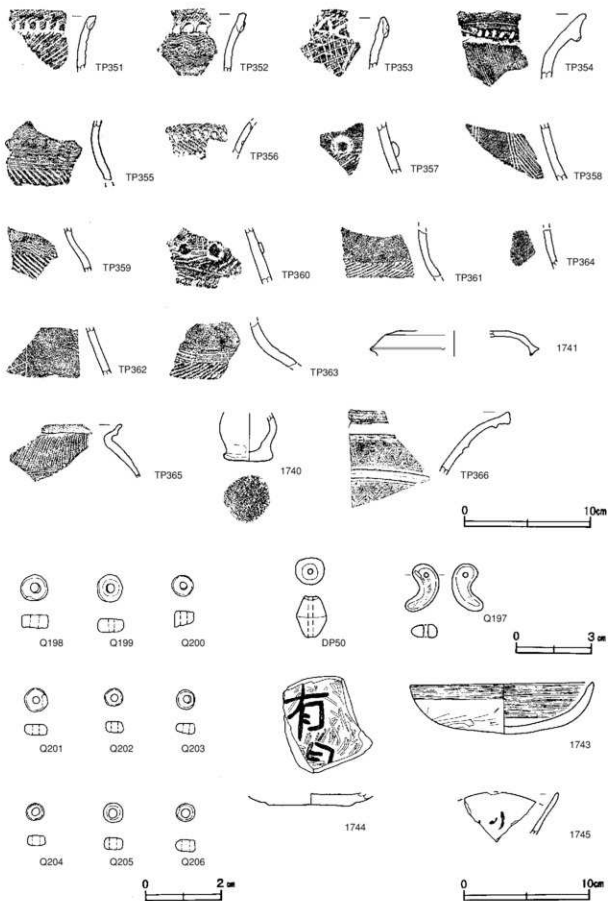 TP351 TP352 TP353 TP354
TP355 TP356 TP357 TP358
TP359 TP360 TP361 TP364
TP362 TP363 1741
TP365 1740 TP366
0 10cm
Q198 Q199 Q200 DP50 Q197
0 3cm
有
Q201 Q202 Q203 1743
1744 1745
Q204 Q205 Q206
0 2cm
0 10cm